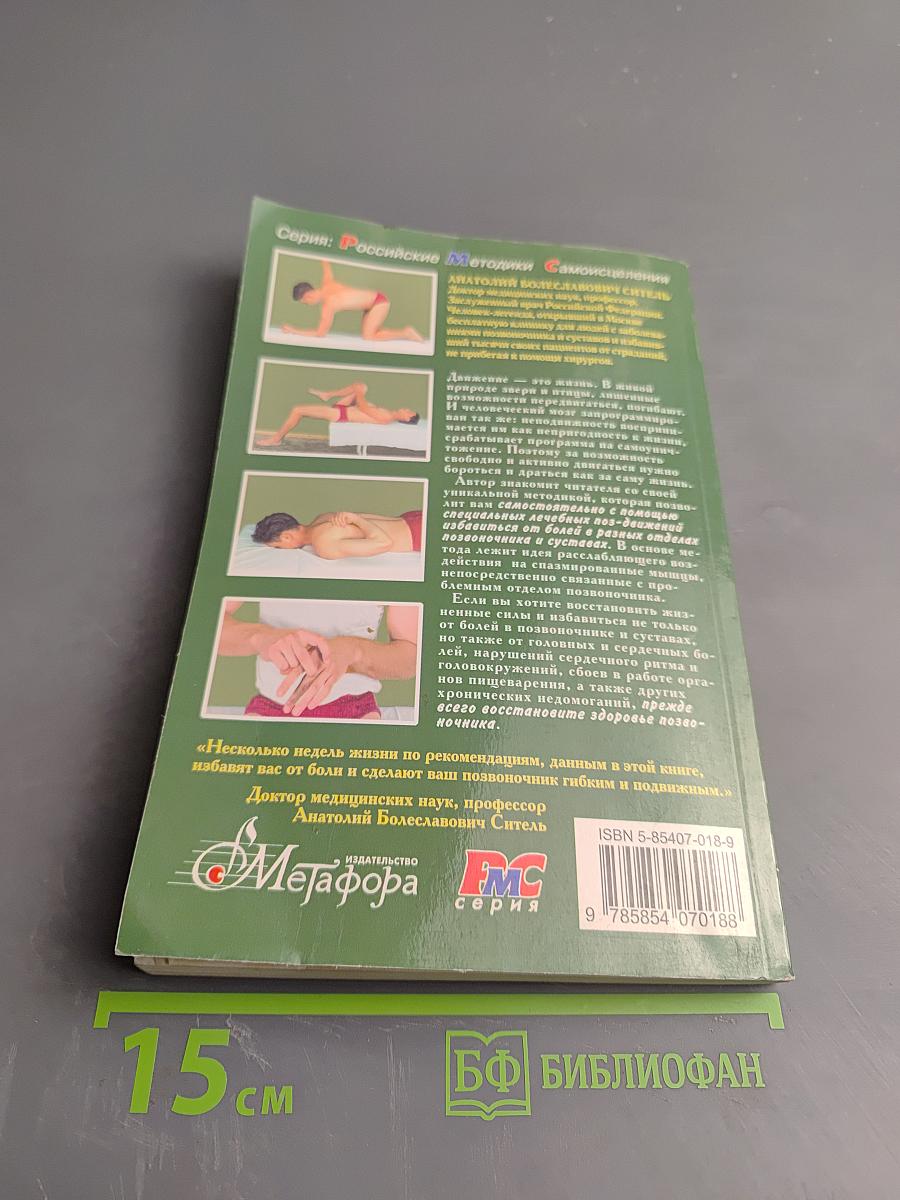 Серия: Российские Методики Самоисцеления
АНАТОЛИЙ БОЛЕСЛАВОВИЧ СИТЕЛЬ
Доктор медицинских наук, профессор,
Заслуженный врач Российской Федерации.
Человек-легенда, открывший в Москве
бесплатную клинику для людей с заболева-
ниями позвоночника и суставов и избавив-
ший тысячи своих пациентов от страданий,
не прибегая к помощи хирургов.
Движение — это жизнь. В живой
природе звери и птицы, лишенные
возможности передвигаться, погибают.
И человеческий мозг запрограммиро-
ван так же: неподвижность восприни-
мается им как непригодность к жизни,
срабатывает программа на самоунич-
тожение. Поэтому за возможность
свободно и активно двигаться нужно
бороться и драться как за саму жизнь.
Автор знакомит читателя со своей
уникальной методикой, которая позво-
лит вам самостоятельно с помощью
специальных лечебных поз-движений
избавиться от болей в разных отделах
позвоночника и суставах. В основе ме-
тода лежит идея расслабляющего воз-
действия на спазмированные мышцы,
непосредственно связанные с про-
блемным отделом позвоночника.
Если вы хотите восстановить жиз-
ненные силы и избавиться не только
от болей в позвоночнике и суставах,
но также от головных и сердечных бо-
лей, нарушений сердечного ритма и
головокружений, сбоев в работе орга-
нов пищеварения, а также других
хронических недомоганий, прежде
всего восстановите здоровье позво-
ночника.
«Несколько недель жизни по рекомендациям, данным в этой книге,
избавят вас от боли и сделают ваш позвоночник гибким и подвижным.»
Доктор медицинских наук, профессор
Анатолий Болеславович Ситель
ИЗДАТЕЛЬСТВО
Метафора
РМС
серия
ISBN 5-85407-018-9
9 785854 070188
15 см
БФ БИБЛИОФАН